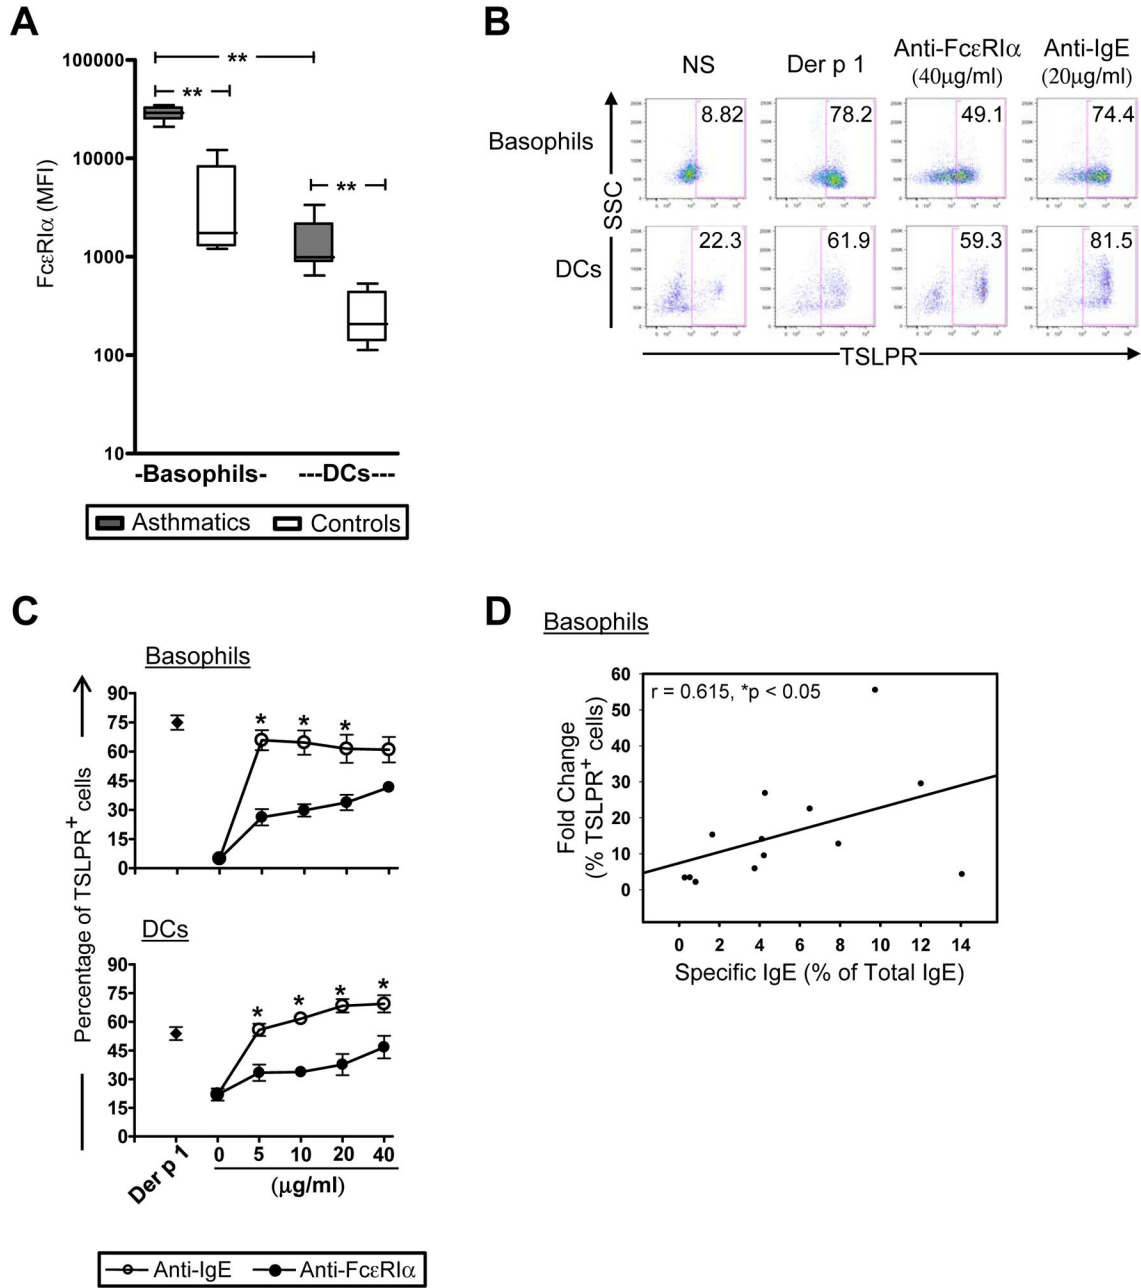 A
100000
10000
1000
100
10
FcεRIα (MFI)
**
**
**
-Basophils- ---DCs---
Asthmatics Controls
B
NS Der p 1 Anti-FcεRIα (40μg/ml) Anti-IgE (20μg/ml)
Basophils
8.82 78.2 49.1 74.4
DCs
22.3 61.9 59.3 81.5
SSC
TSLPR
C
Basophils
90
75
60
45
30
15
0
* * *
Percentage of TSLPR+ cells
DCs
90
75
60
45
30
15
0
* * * *
Der p 1 0 5 10 20 40
(μg/ml)
Anti-IgE Anti-FcεRIα
D
Basophils
r = 0.615, *p < 0.05
60
50
40
30
20
10
0
Fold Change
(% TSLPR+ cells)
0 2 4 6 8 10 12 14
Specific IgE (% of Total IgE)